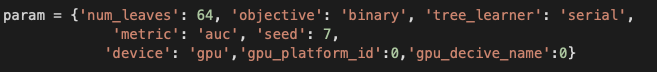 param = {'num_leaves': 64, 'objective': 'binary', 'tree_learner': 'serial',
'metric': 'auc', 'seed': 7,
'device': 'gpu','gpu_platform_id':0,'gpu_decive_name':0}